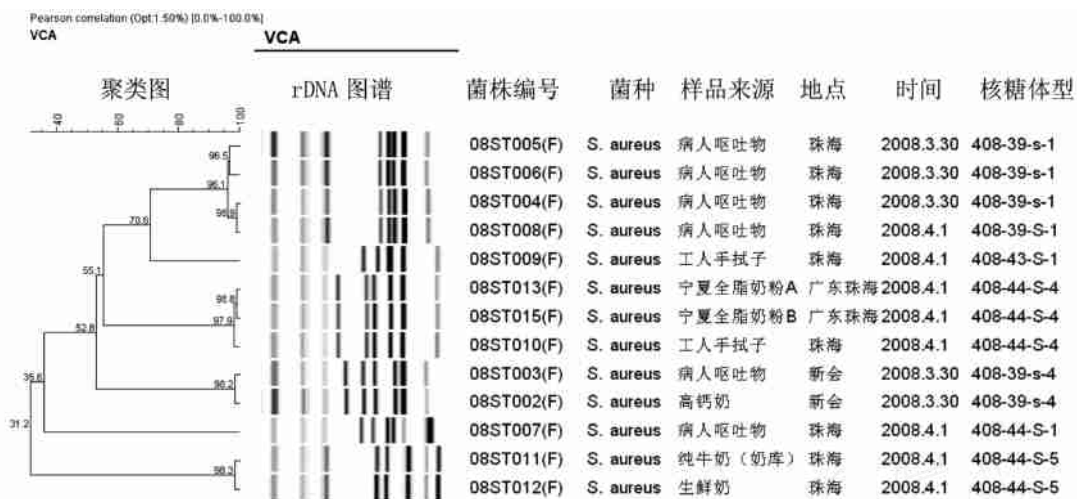 Pearson correlation (Opt:1.50%) [0.0%-100.0%]
VCA
VCA
聚类图 rDNA 图谱 菌株编号 菌种 样品来源 地点 时间 核糖体型
40 60 80 100
08ST005(F) S. aureus 病人呕吐物 珠海 2008.3.30 408-39-s-1
96.5
08ST006(F) S. aureus 病人呕吐物 珠海 2008.3.30 408-39-s-1
96.1
08ST004(F) S. aureus 病人呕吐物 珠海 2008.3.30 408-39-s-1
70.6
08ST008(F) S. aureus 病人呕吐物 珠海 2008.4.1 408-39-S-1
08ST009(F) S. aureus 工人手拭子 珠海 2008.4.1 408-43-S-1
55.1
08ST013(F) S. aureus 宁夏全脂奶粉A 广东珠海 2008.4.1 408-44-S-4
98.8
08ST015(F) S. aureus 宁夏全脂奶粉B 广东珠海 2008.4.1 408-44-S-4
52.8 97.9
08ST010(F) S. aureus 工人手拭子 珠海 2008.4.1 408-44-S-4
08ST003(F) S. aureus 病人呕吐物 新会 2008.3.30 408-39-s-4
35.6 98.2
08ST002(F) S. aureus 高钙奶 新会 2008.3.30 408-39-s-4
31.2
08ST007(F) S. aureus 病人呕吐物 珠海 2008.4.1 408-44-S-1
08ST011(F) S. aureus 纯牛奶（奶库） 珠海 2008.4.1 408-44-S-5
98.2
08ST012(F) S. aureus 生鲜奶 珠海 2008.4.1 408-44-S-5